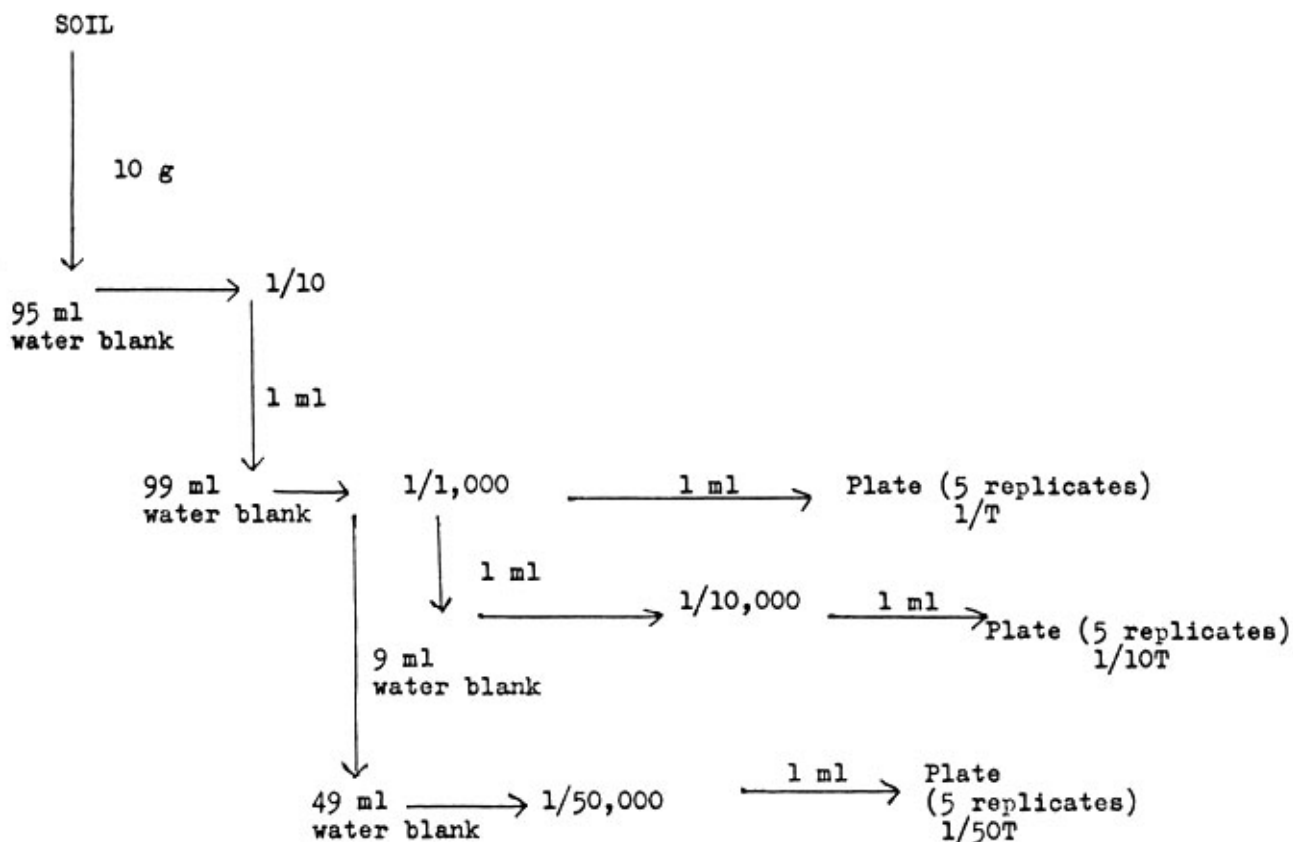 SOIL
10 g
1/10
95 ml
water blank
1 ml
99 ml
water blank
1/1,000
1 ml
Plate (5 replicates)
1/T
1 ml
1/10,000
1 ml
Plate (5 replicates)
1/10T
9 ml
water blank
49 ml
water blank
1/50,000
1 ml
Plate
(5 replicates)
1/50T